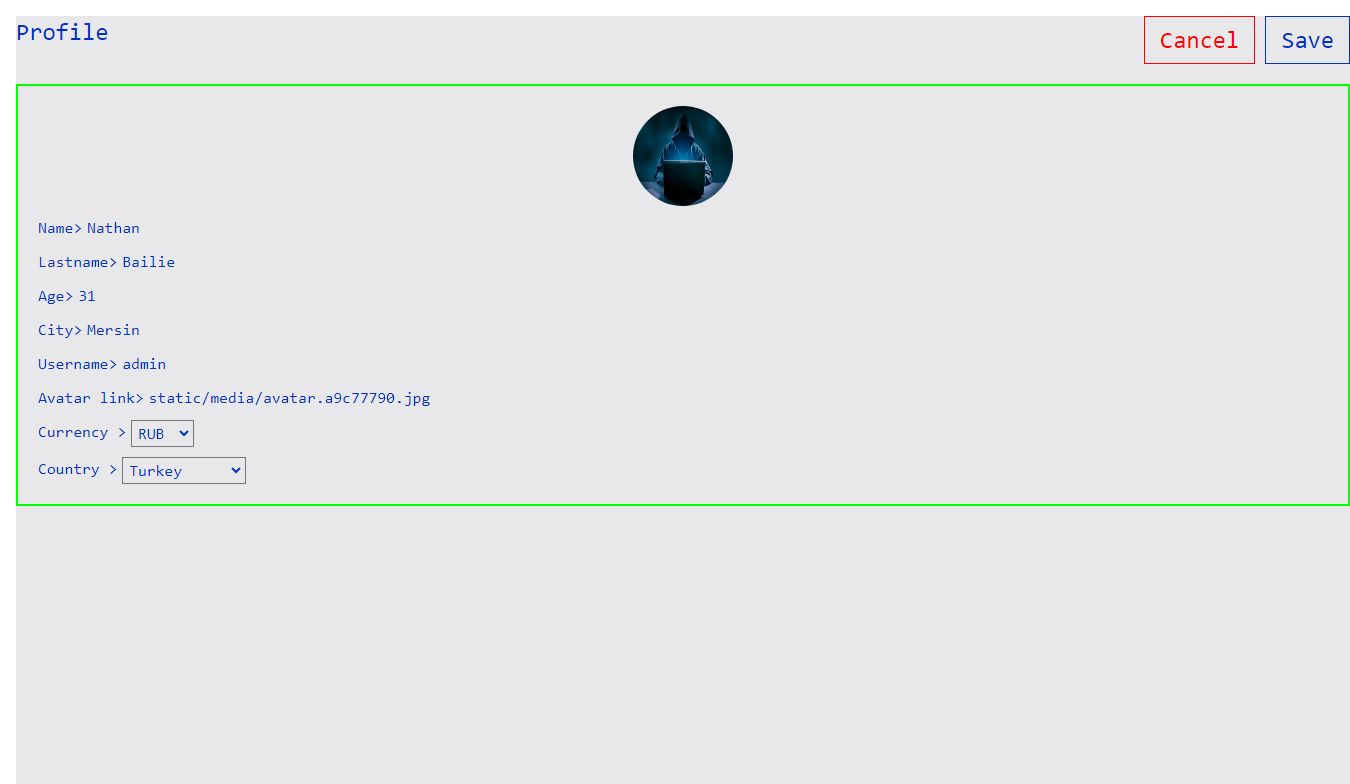 Profile
Cancel Save
Name> Nathan
Lastname> Bailie
Age> 31
City> Mersin
Username> admin
Avatar link> static/media/avatar.a9c77790.jpg
Currency > RUB
Country > Turkey